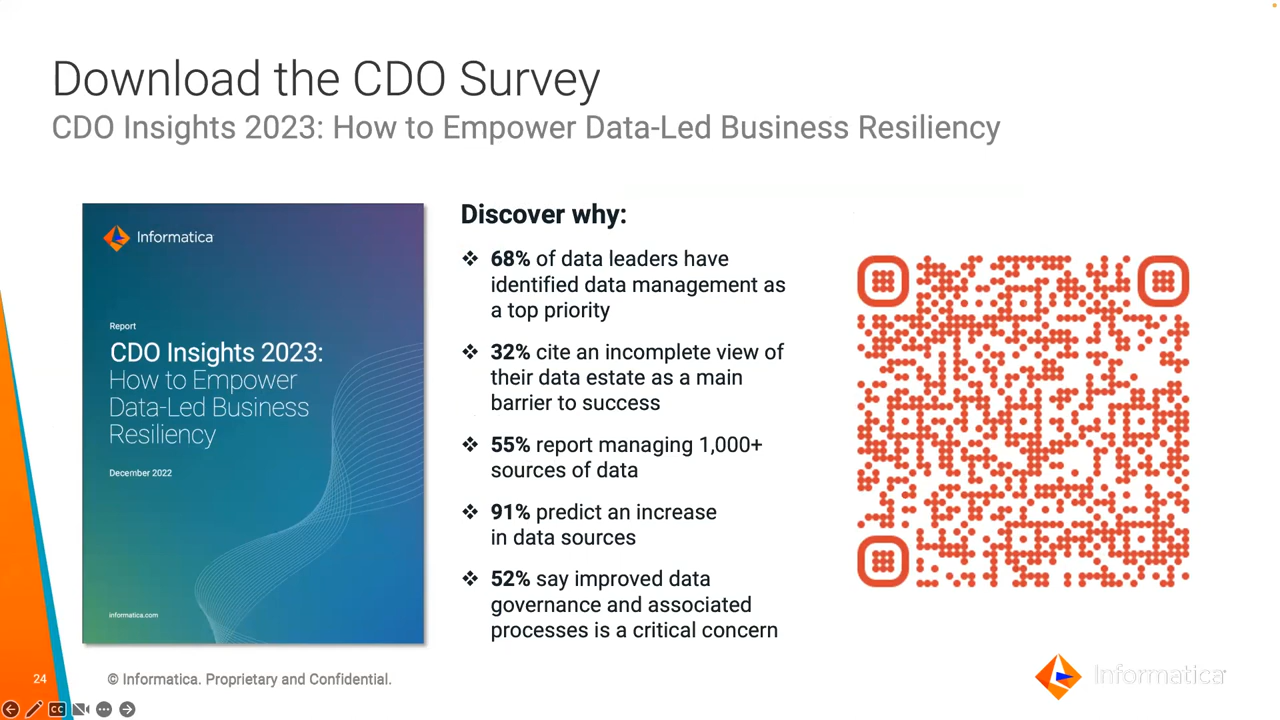 Download the CDO Survey
CDO Insights 2023: How to Empower Data-Led Business Resiliency
Informatica
Report
CDO Insights 2023:
How to Empower
Data-Led Business
Resiliency
December 2022
informatica.com
Discover why:
❖ 68% of data leaders have
identified data management as
a top priority
❖ 32% cite an incomplete view of
their data estate as a main
barrier to success
❖ 55% report managing 1,000+
sources of data
❖ 91% predict an increase
in data sources
❖ 52% say improved data
governance and associated
processes is a critical concern
24
© Informatica. Proprietary and Confidential.
Informatica
CC